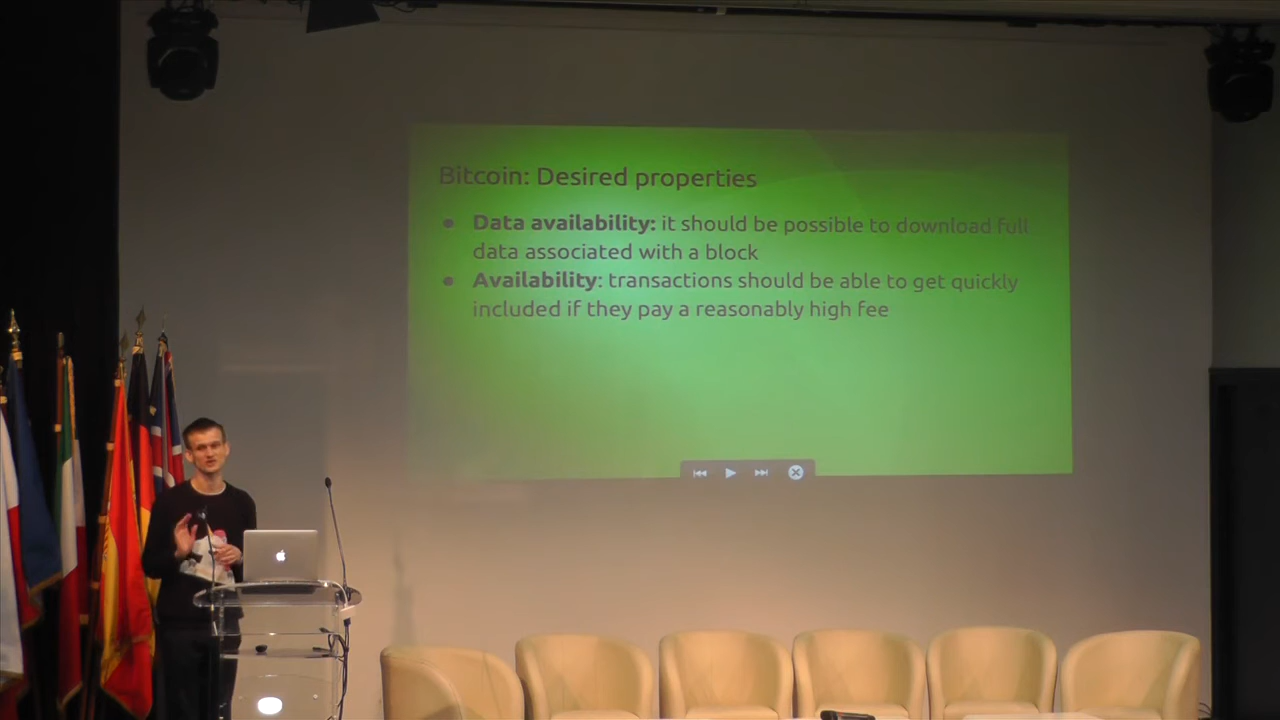 Bitcoin: Desired properties
● Data availability: it should be possible to download full
data associated with a block
● Availability: transactions should be able to get quickly
included if they pay a reasonably high fee